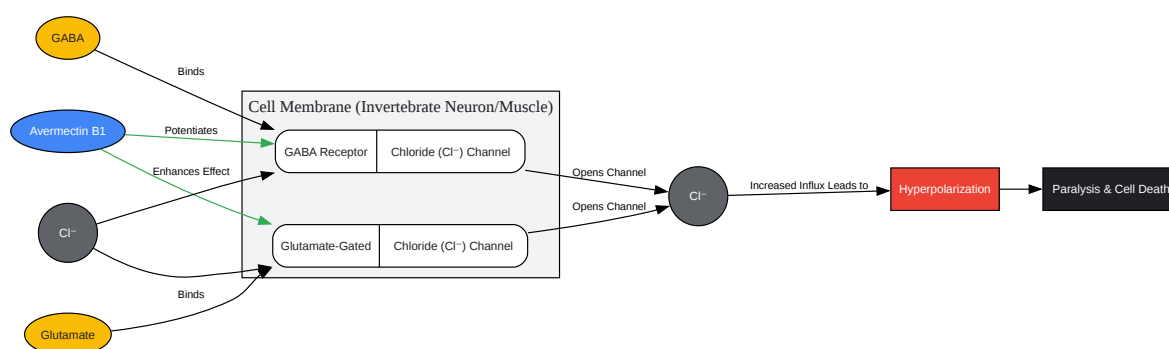 GABA
Binds
Cell Membrane (Invertebrate Neuron/Muscle)
Avermectin B1
Potentiates
GABA Receptor
Chloride (Cl⁻) Channel
Enhances Effect
Opens Channel
Cl⁻
Increased Influx Leads to
Hyperpolarization
Paralysis & Cell Death
Opens Channel
Cl⁻
Glutamate-Gated
Chloride (Cl⁻) Channel
Binds
Glutamate